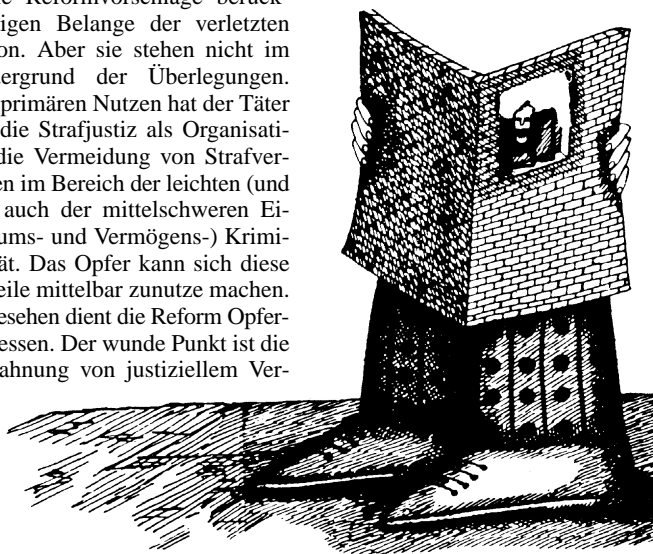 Reformvorschläge berück-
igen Belange der verletzten
on. Aber sie stehen nicht im
ergrund der Überlegungen.
primären Nutzen hat der Täter
die Strafjustiz als Organisati-
die Vermeidung von Strafver-
en im Bereich der leichten (und
auch der mittelschweren Ei-
ums- und Vermögens-) Krimi-
ät. Das Opfer kann sich diese
eile mittelbar zunutze machen.
esehen dient die Reform Opfer-
essen. Der wunde Punkt ist die
ahnung von justiziellem Ver-